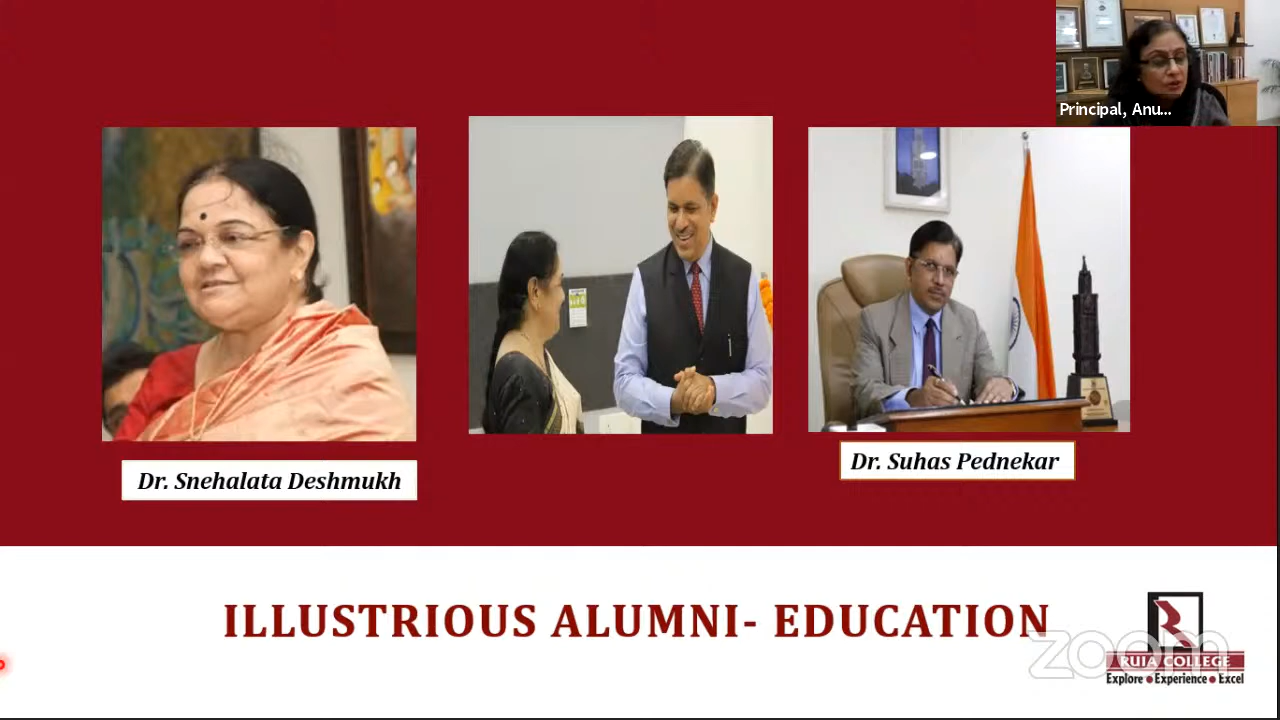 Principal, Anu...
Dr. Snehalata Deshmukh
Dr. Suhas Pednekar
ILLUSTRIOUS ALUMNI- EDUCATION
zoom
RUIA COLLEGE
Explore • Experience • Excel